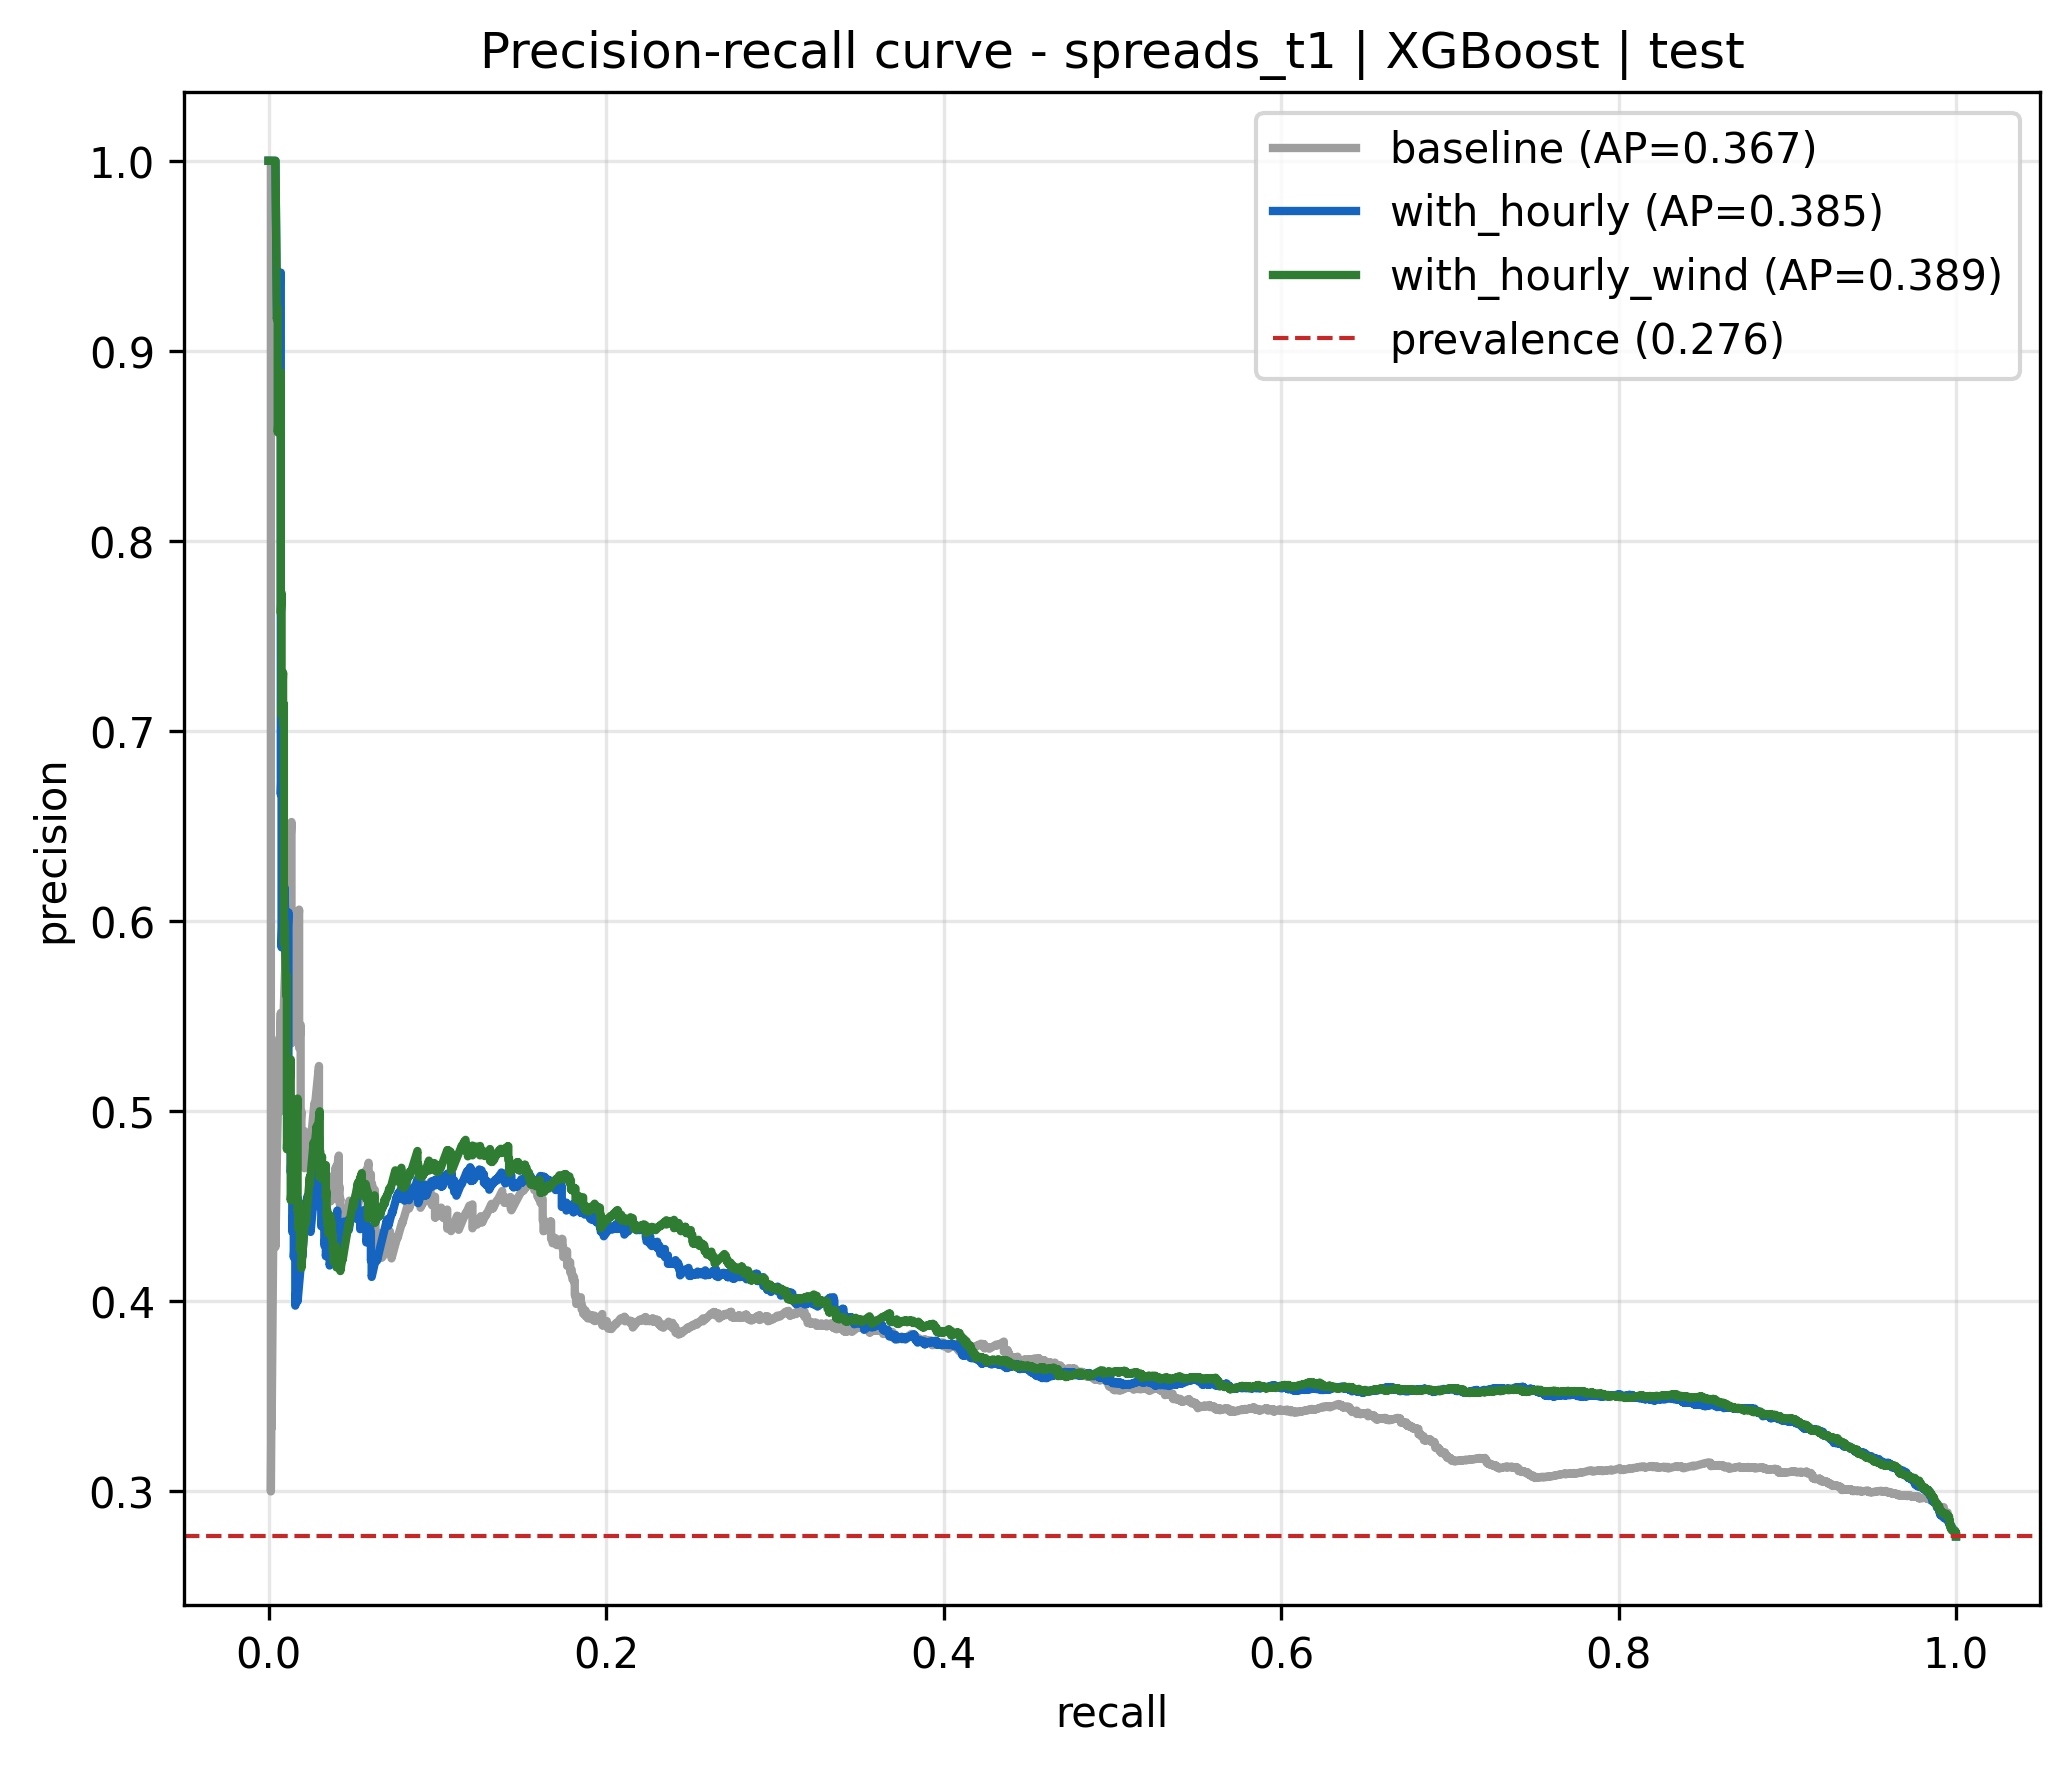 Precision-recall curve - spreads_t1 | XGBoost | test
baseline (AP=0.367)
with_hourly (AP=0.385)
with_hourly_wind (AP=0.389)
prevalence (0.276)
precision
1.0
0.9
0.8
0.7
0.6
0.5
0.4
0.3
0.0 0.2 0.4 0.6 0.8 1.0
recall